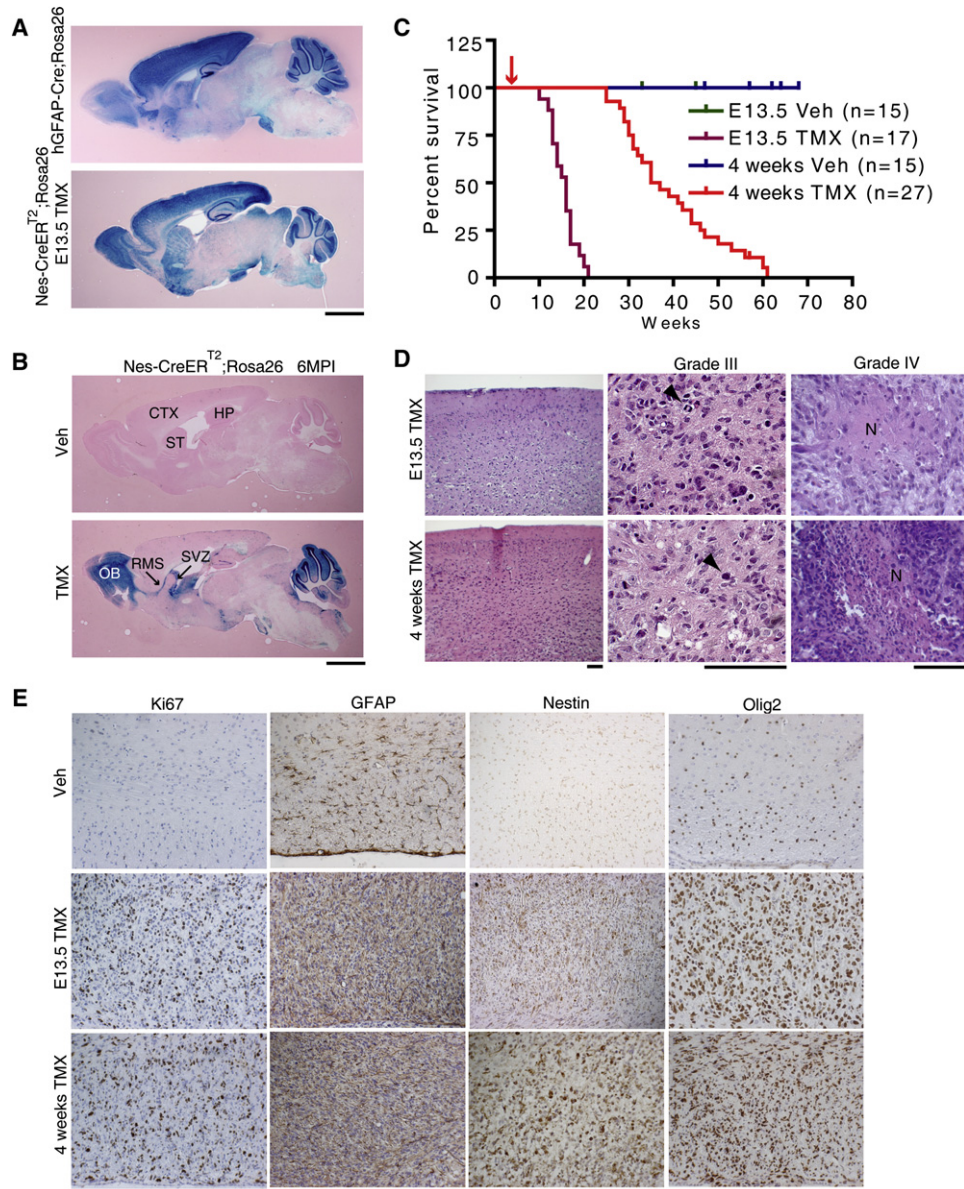 A
hGFAP-Cre;Rosa26
Nes-CreER^T2;Rosa26
E13.5 TMX
B
Nes-CreER^T2;Rosa26 6MPI
Veh
CTX
HP
ST
TMX
OB
RMS
SVZ
C
Percent survival
125
100
75
50
25
0
0 10 20 30 40 50 60 70 80
Weeks
E13.5 Veh (n=15)
E13.5 TMX (n=17)
4 weeks Veh (n=15)
4 weeks TMX (n=27)
D
Grade III
Grade IV
E13.5 TMX
N
4 weeks TMX
N
E
Ki67
GFAP
Nestin
Olig2
Veh
E13.5 TMX
4 weeks TMX